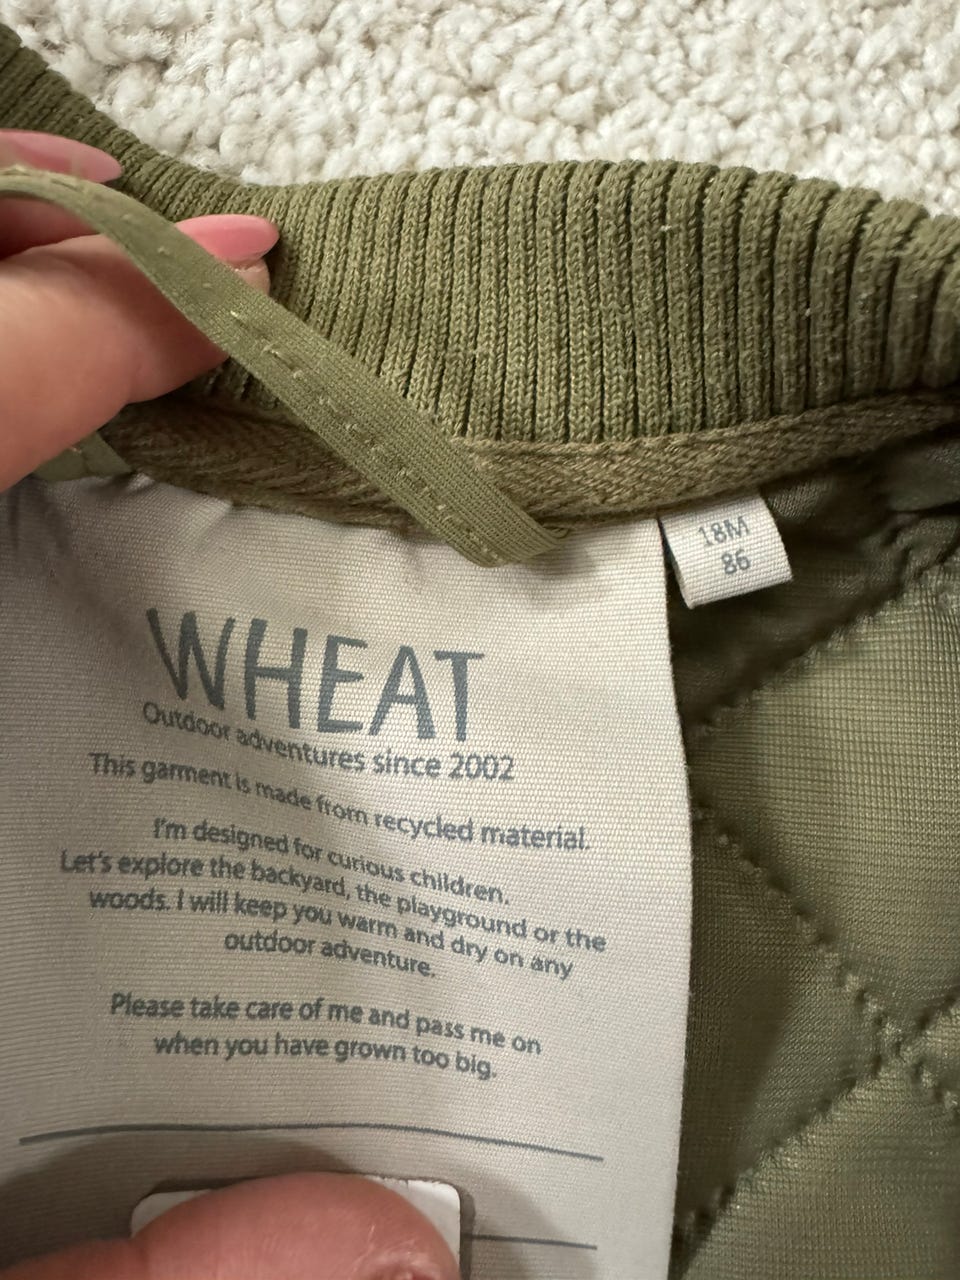 18M
86
WHEAT
Outdoor adventures since 2002
This garment is made from recycled material.
I'm designed for curious children.
Let's explore the backyard, the playground or the
woods. I will keep you warm and dry on any
outdoor adventure.
Please take care of me and pass me on
when you have grown too big.